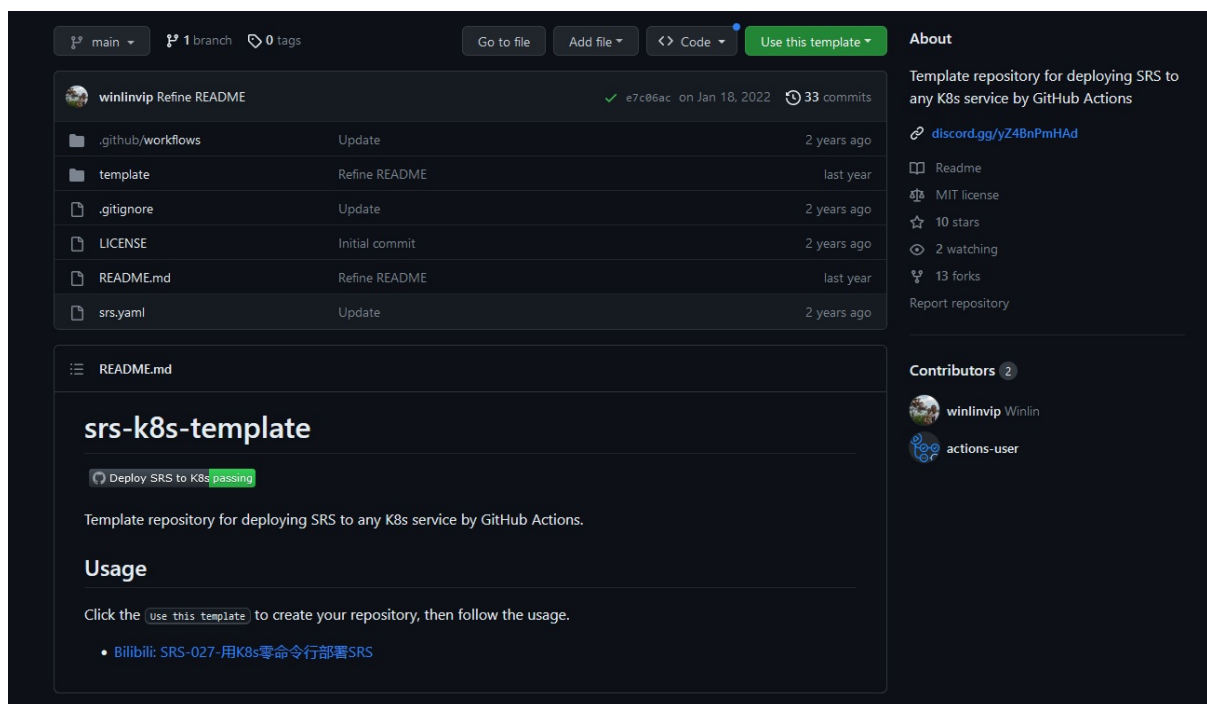 main 1 branch 0 tags Go to file Add file Code Use this template
winlinvip Refine README e7c06ac on Jan 18, 2022 33 commits
.github/workflows Update 2 years ago
template Refine README last year
.gitignore Update 2 years ago
LICENSE Initial commit 2 years ago
README.md Refine README last year
srs.yaml Update 2 years ago
README.md
srs-k8s-template
Deploy SRS to K8s passing
Template repository for deploying SRS to any K8s service by GitHub Actions.
Usage
Click the Use this template to create your repository, then follow the usage.
Bilibili: SRS-027-用K8s零命令行部署SRS
About
Template repository for deploying SRS to
any K8s service by GitHub Actions
discord.gg/yZ4BnPmHAd
Readme
MIT license
10 stars
2 watching
13 forks
Report repository
Contributors 2
winlinvip Winlin
actions-user